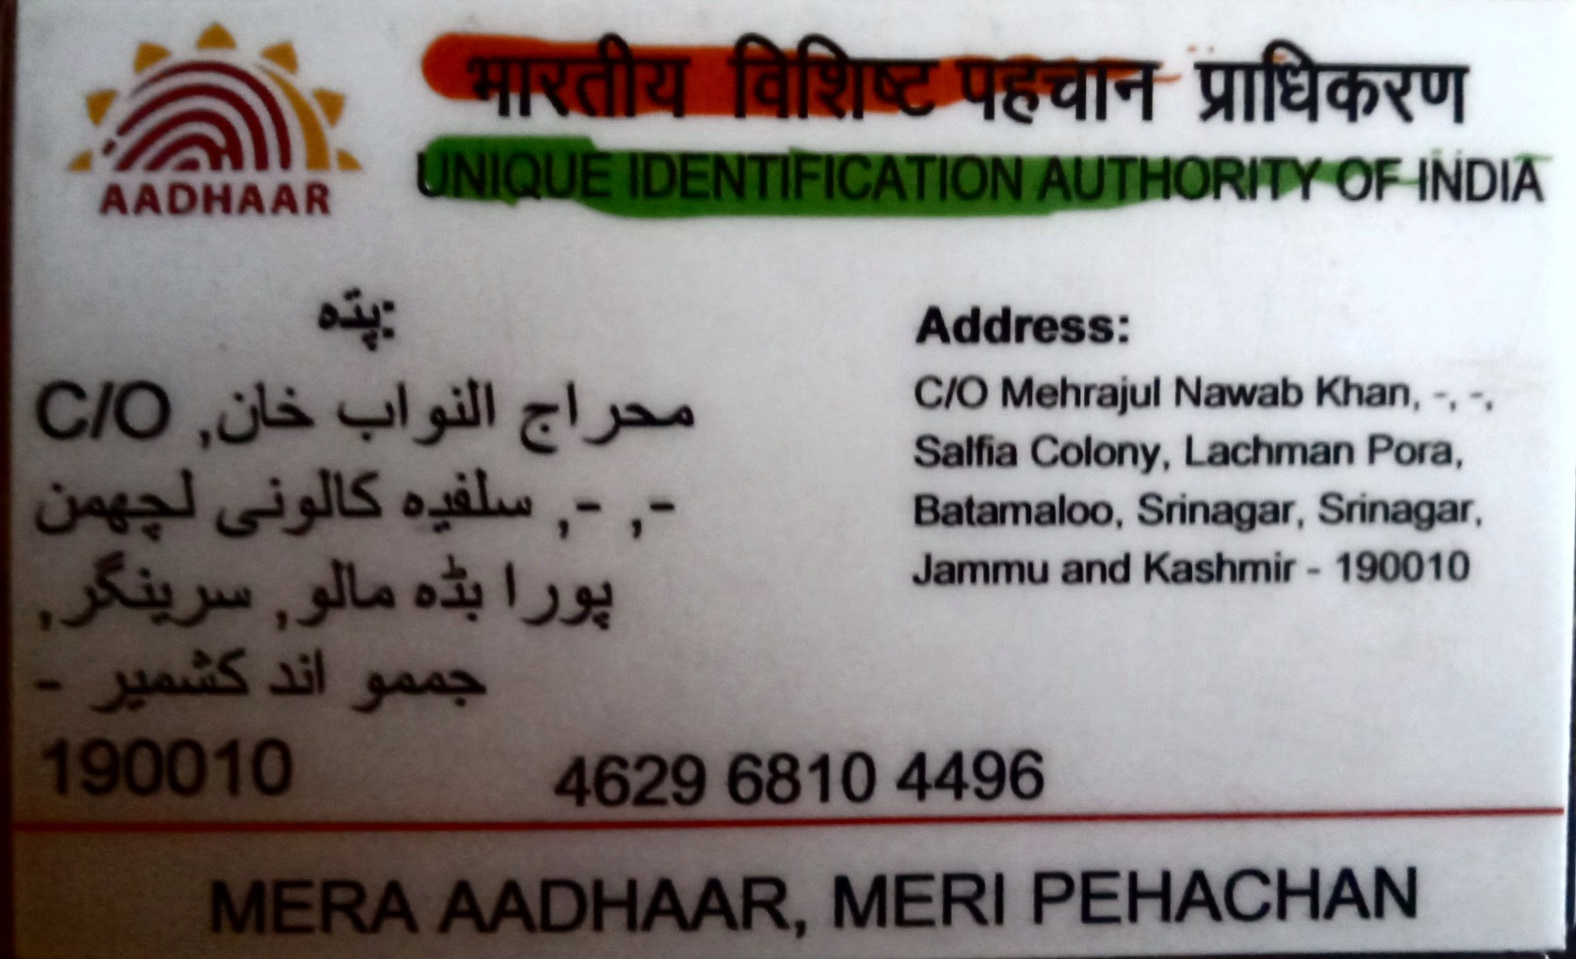 AADHAAR
भारतीय विशिष्ट पहचान प्राधिकरण
UNIQUE IDENTIFICATION AUTHORITY OF INDIA
پتہ:
C/O محراج النواب خان,
-, -, سلفیہ کالونی لچھمن
پورا بڈہ مالو, سرینگر,
جممو اند کشمیر -
190010
Address:
C/O Mehrajul Nawab Khan, -, -,
Salfia Colony, Lachman Pora,
Batamaloo, Srinagar, Srinagar,
Jammu and Kashmir - 190010
4629 6810 4496
MERA AADHAAR, MERI PEHACHAN